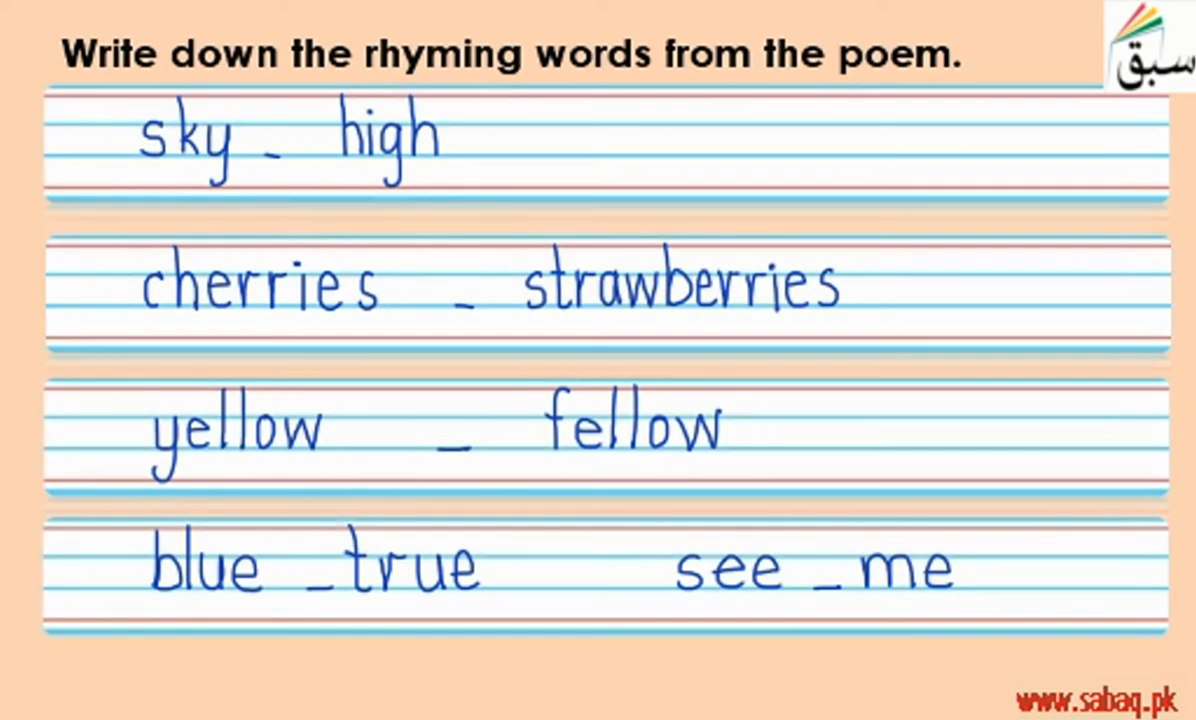 Write down the rhyming words from the poem.
سبق
sky - high
cherries - strawberries
yellow - fellow
blue - true see - me
www.sabaq.pk